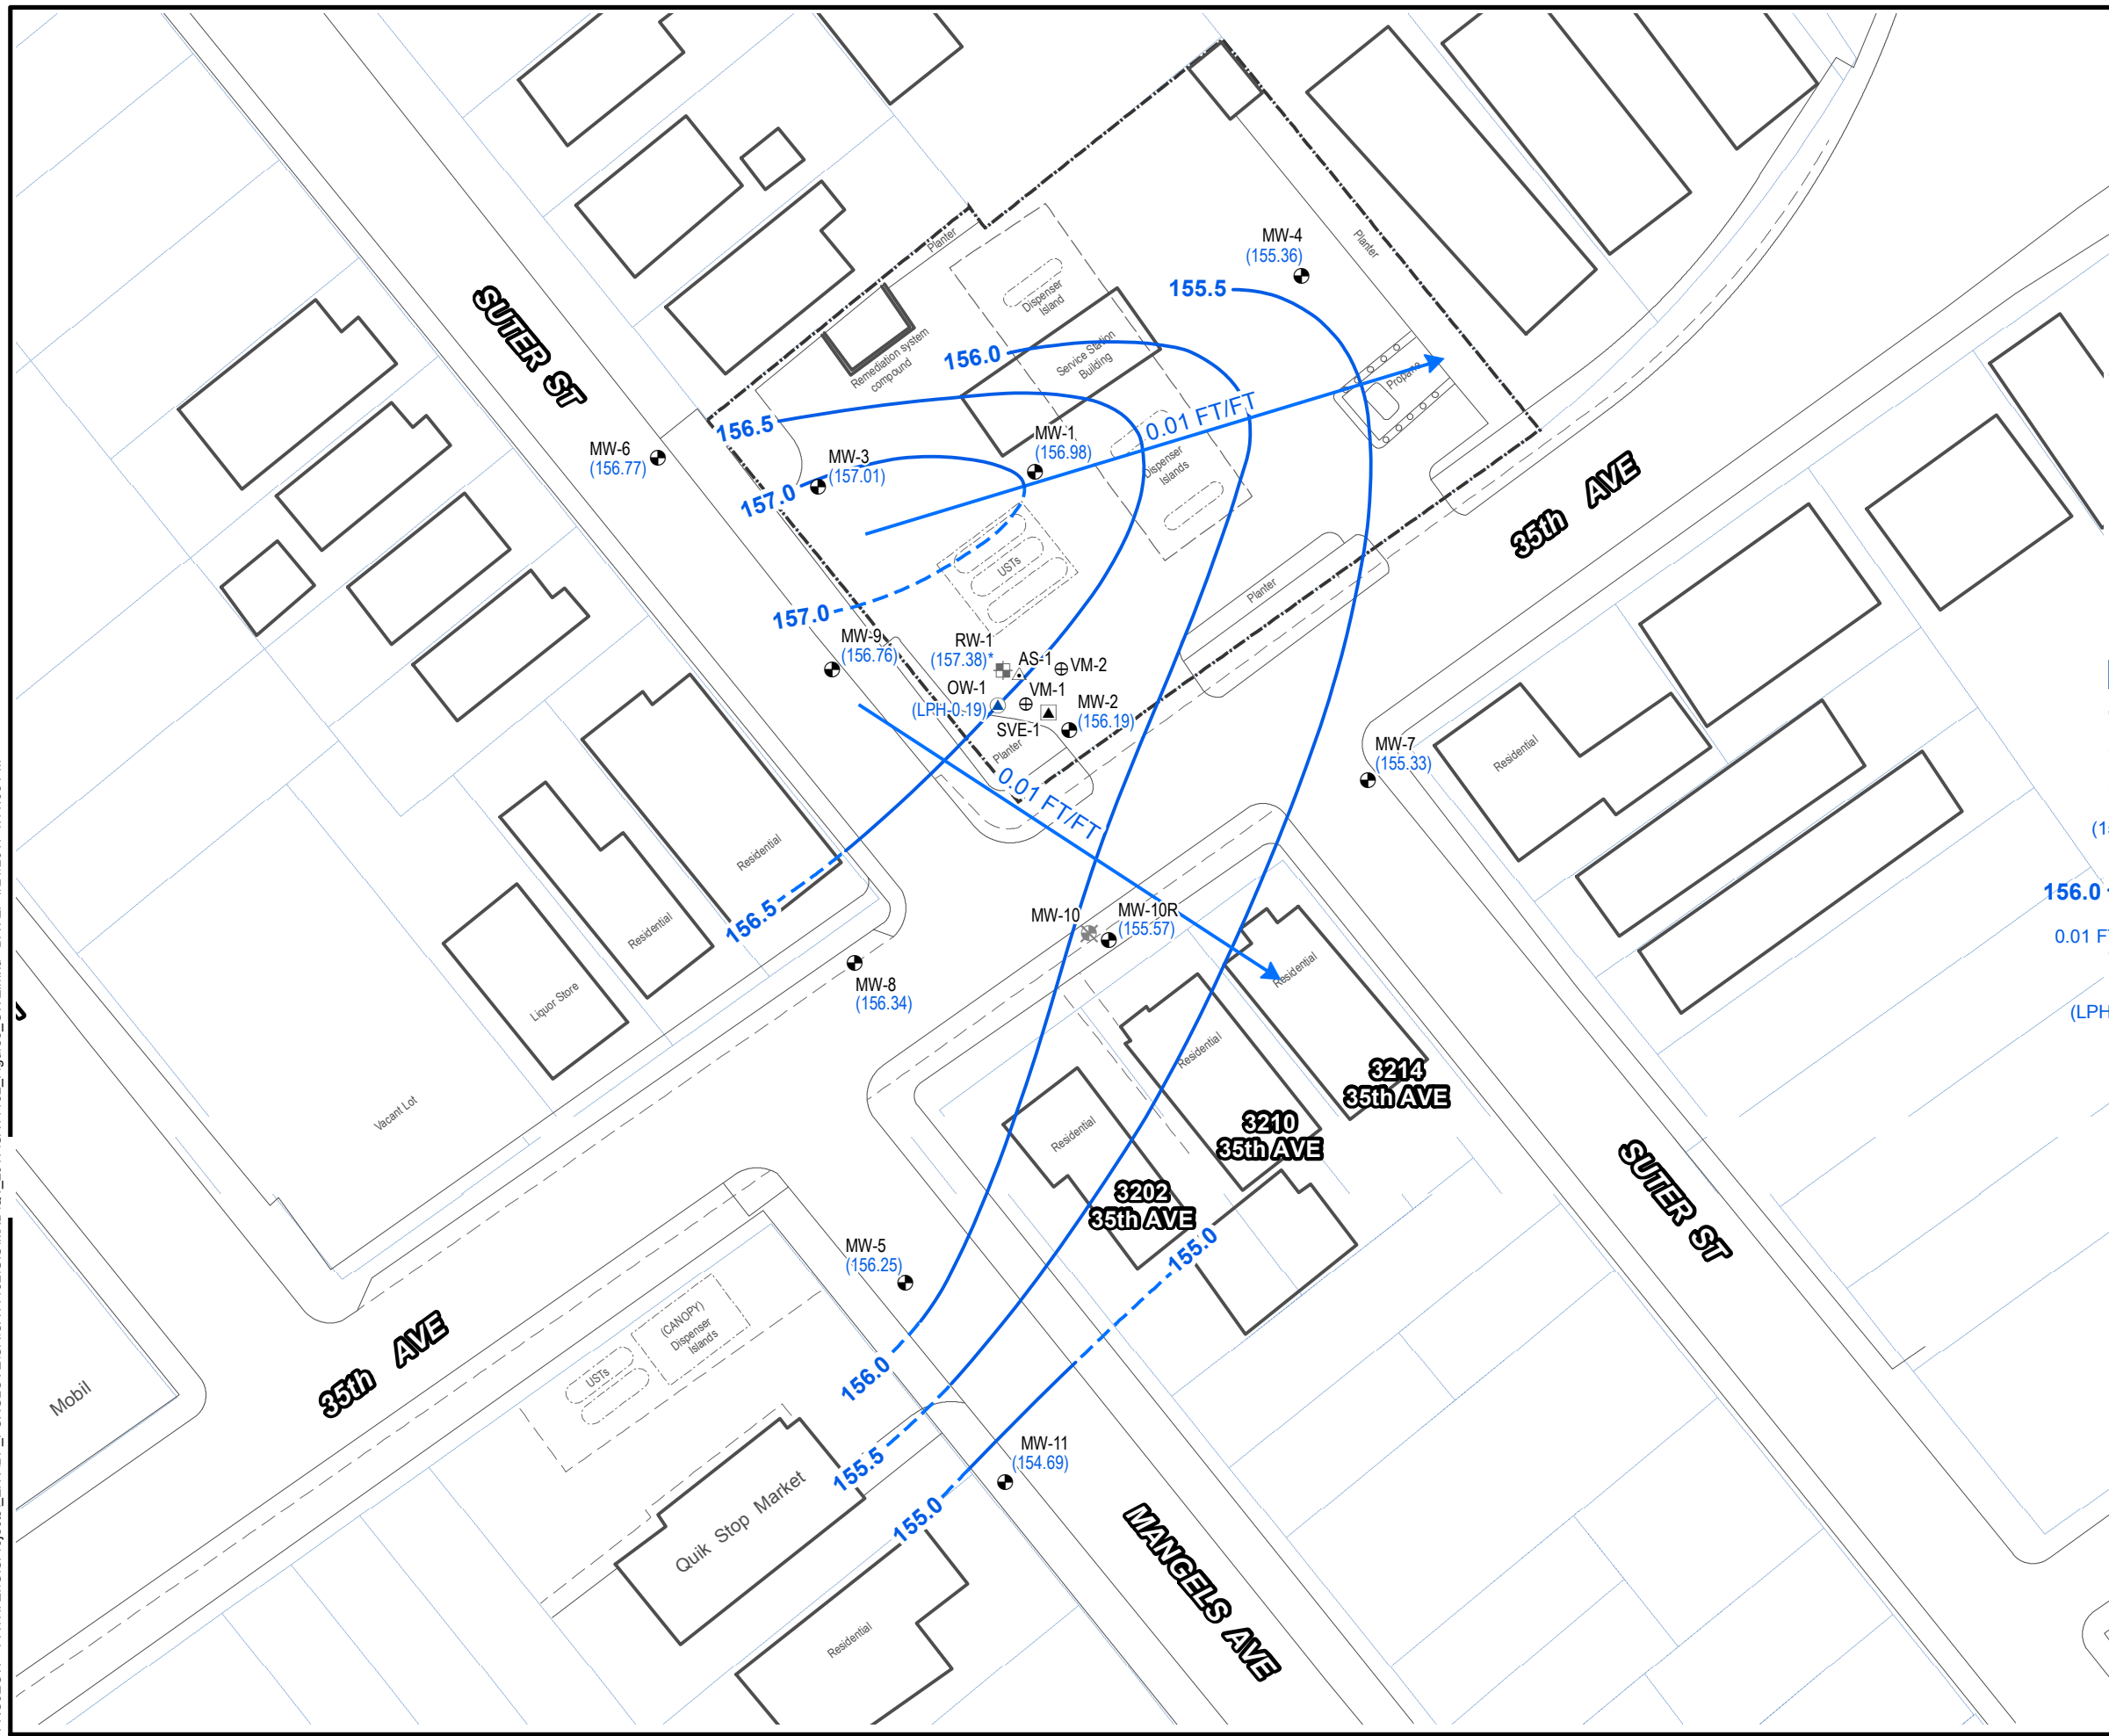 MW-4
(155.36)
Planter
Planter
155.5
Dispenser
Island
SUTER ST
Remediation system
compound
156.0
Service Station
Building
Propane
0.01 FT/FT
156.5
MW-6
(156.77)
MW-3
(157.01)
MW-1
(156.98)
Dispenser
Islands
157.0
35th AVE
USTs
Planter
157.0
MW-9
(156.76)
RW-1
(157.38)*
AS-1
VM-2
OW-1
(LPH-0.19)
VM-1
MW-2
(156.19)
SVE-1
Planter
MW-7
(155.33)
Residential
0.01 FT/FT
Residential
156.0
156.5
Residential
MW-10
MW-10R
(155.57)
0.01 F
MW-8
(156.34)
Residential
Liquor Store
(LPH
Residential
3214
35th AVE
Vacant Lot
Residential
3210
35th AVE
3202
35th AVE
SUTER ST
155.0
MW-5
(156.25)
(CANOPY)
Dispenser
Islands
USTs
35th AVE
Mobil
156.0
155.5
MW-11
(154.69)
155.0
Quik Stop Market
MANGELS AVE
Residential